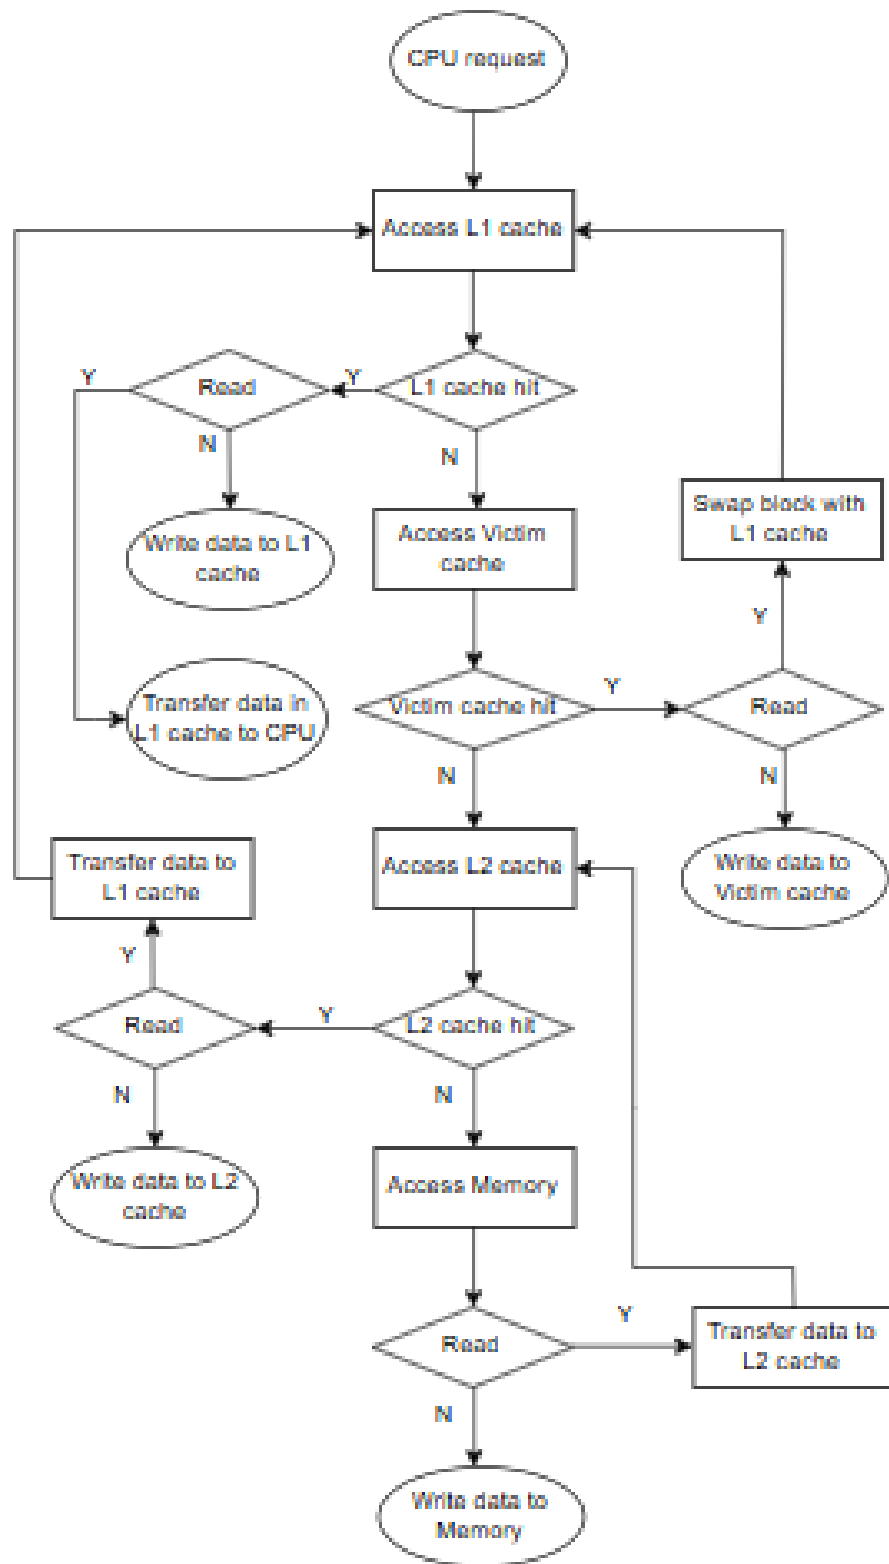 CPU request
Access L1 cache
Y
Read
Y
L1 cache hit
N
N
Swap block with
L1 cache
Write data to L1
cache
Access Victim
cache
Y
Transfer data in
L1 cache to CPU
Victim cache hit
Y
Read
N
N
Transfer data to
L1 cache
Access L2 cache
Write data to
Victim cache
Y
Read
Y
L2 cache hit
N
N
Write data to L2
cache
Access Memory
Y
Read
Transfer data to
L2 cache
N
Write data to
Memory